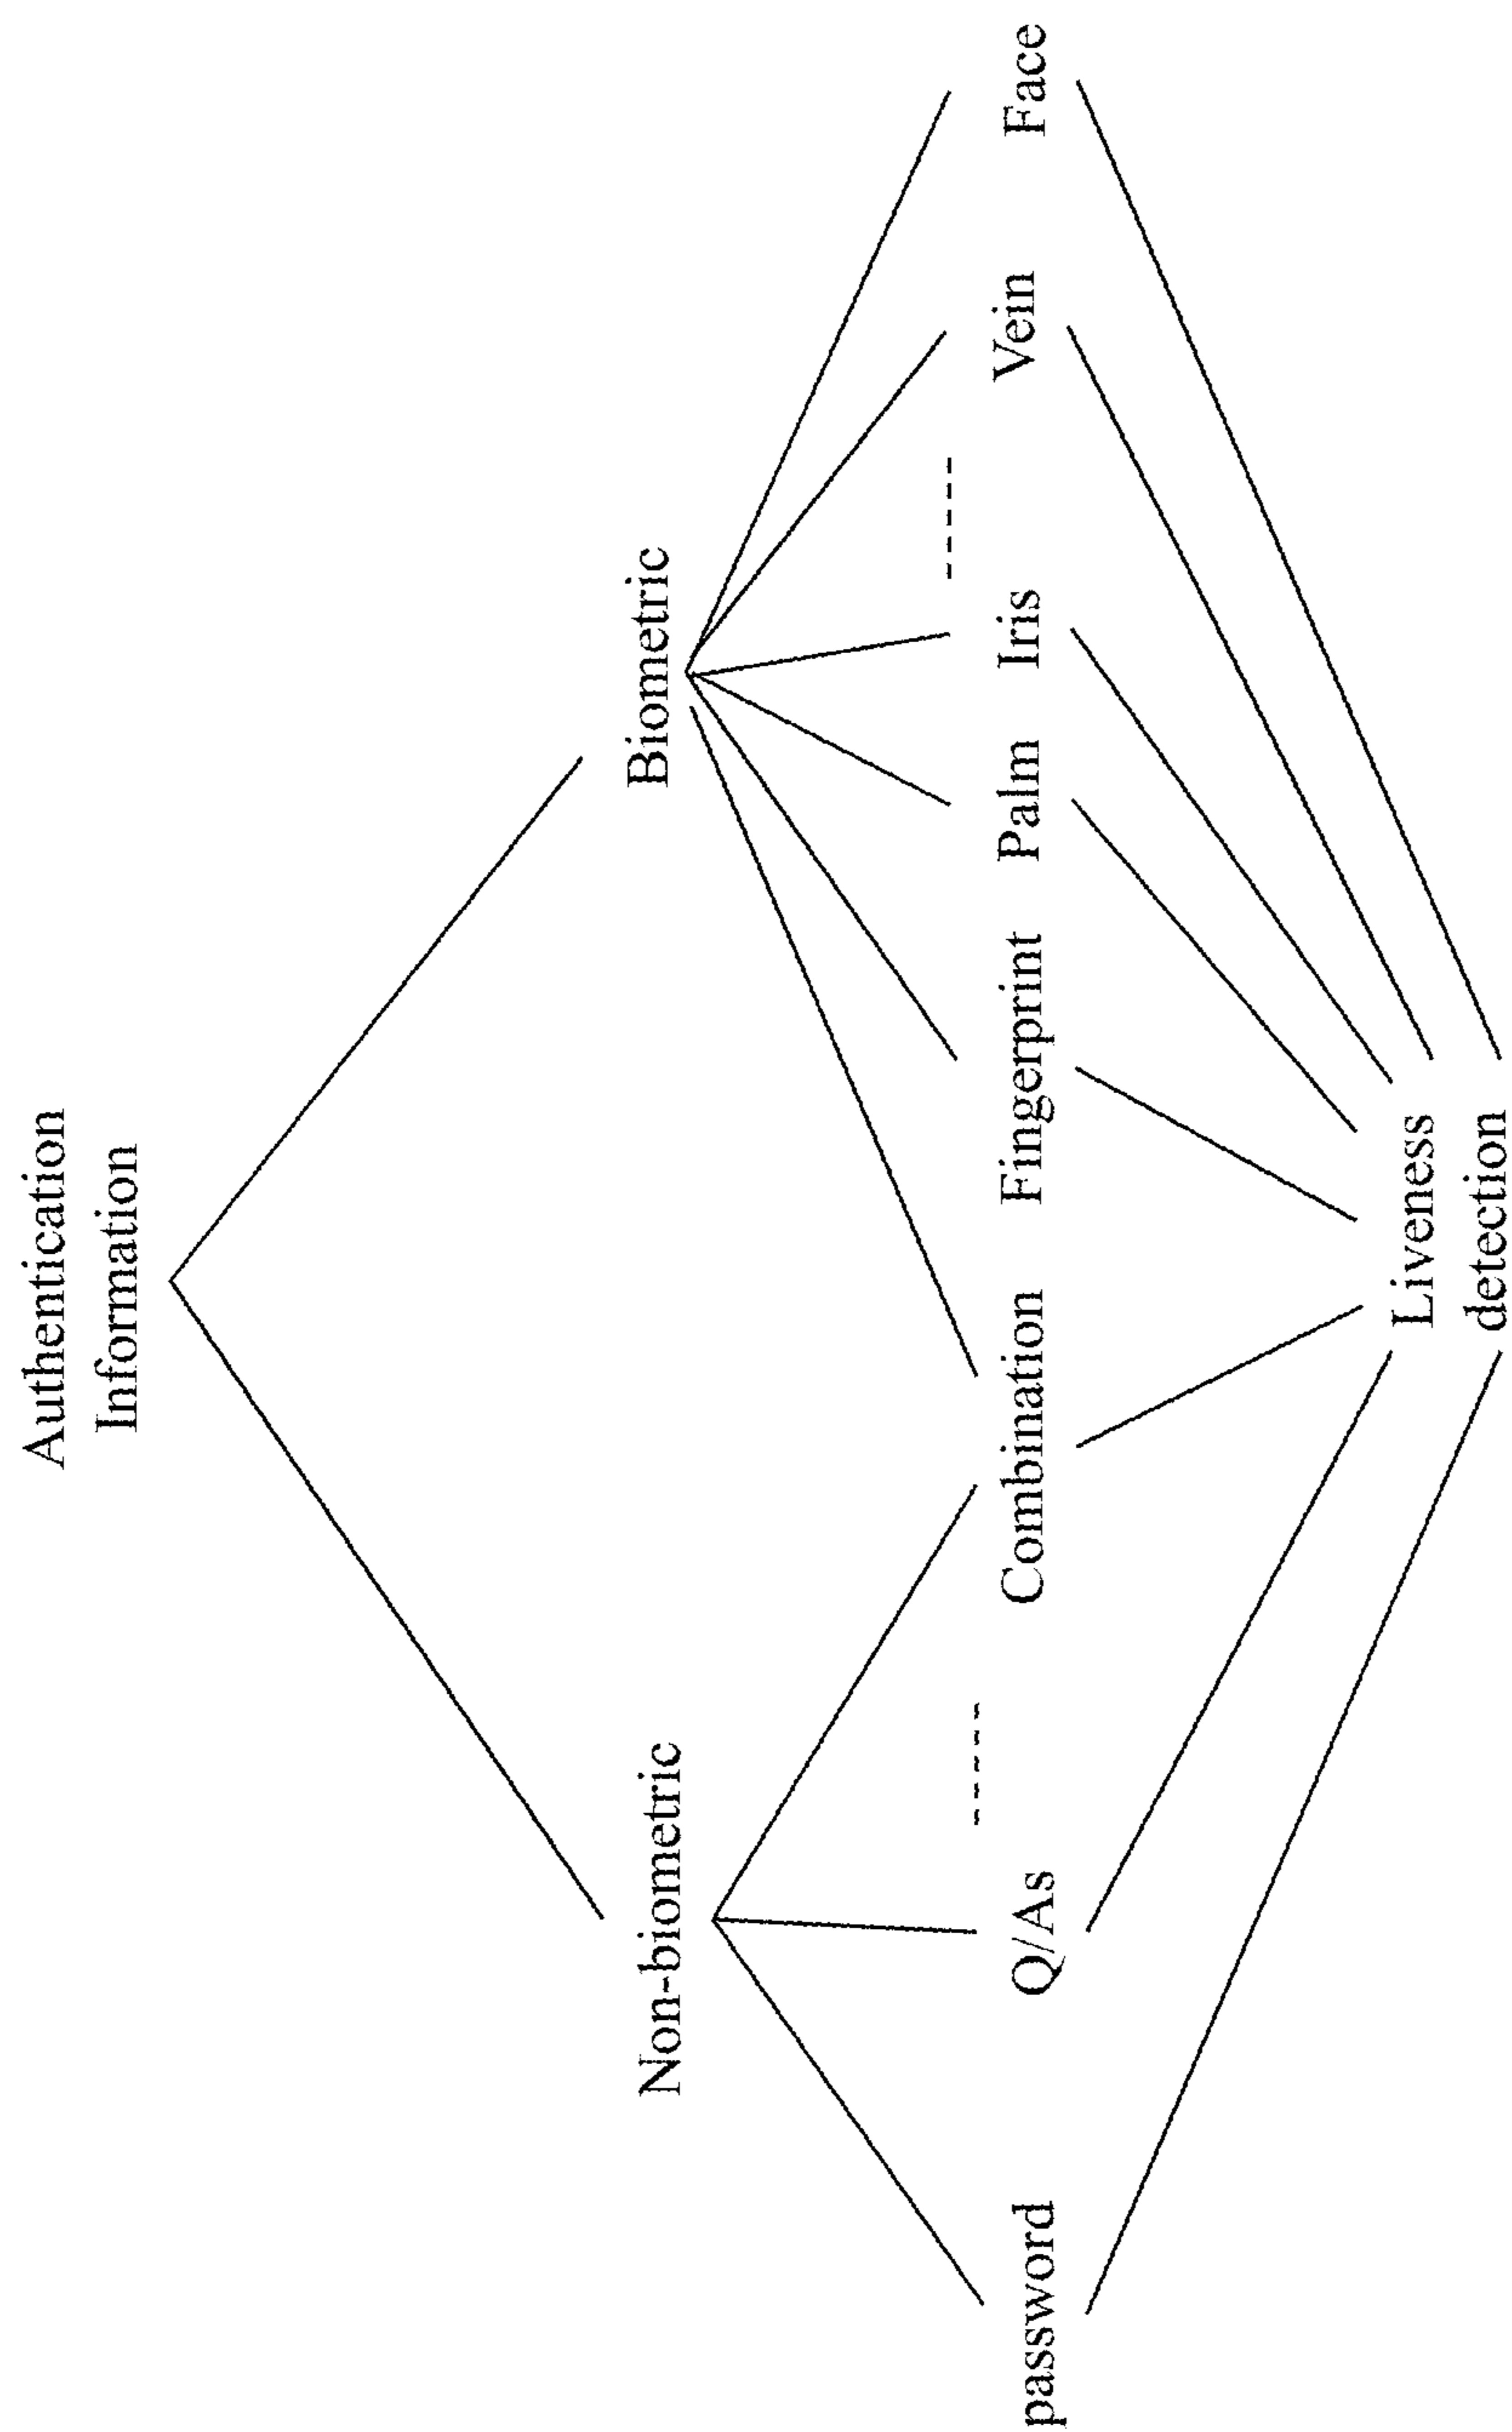 Authentication
Information
Non-biometric
Biometric
password
Q/As
Combination
Fingerprint
Palm
Iris
Vein
Face
Liveness
detection